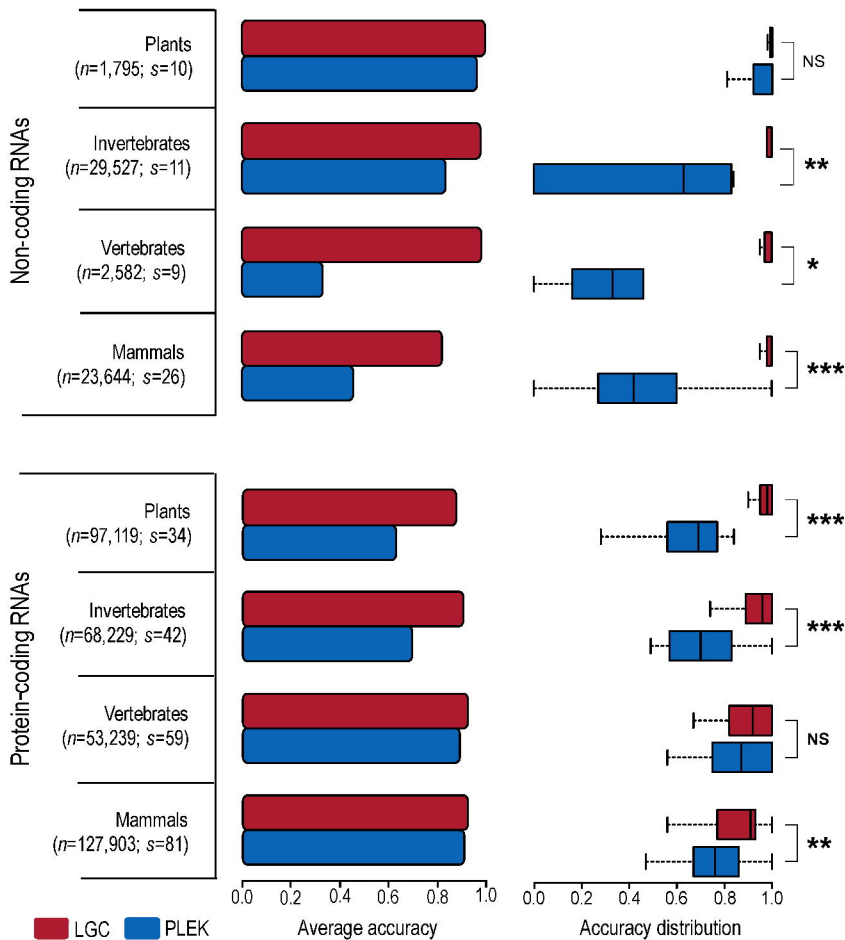 Non-coding RNAs
Plants
(n=1,795; s=10)
NS
Invertebrates
(n=29,527; s=11)
**
Vertebrates
(n=2,582; s=9)
*
Mammals
(n=23,644; s=26)
***
Protein-coding RNAs
Plants
(n=97,119; s=34)
***
Invertebrates
(n=68,229; s=42)
***
Vertebrates
(n=53,239; s=59)
NS
Mammals
(n=127,903; s=81)
**
0.0 0.2 0.4 0.6 0.8 1.0
0.0 0.2 0.4 0.6 0.8 1.0
LGC PLEK
Average accuracy
Accuracy distribution